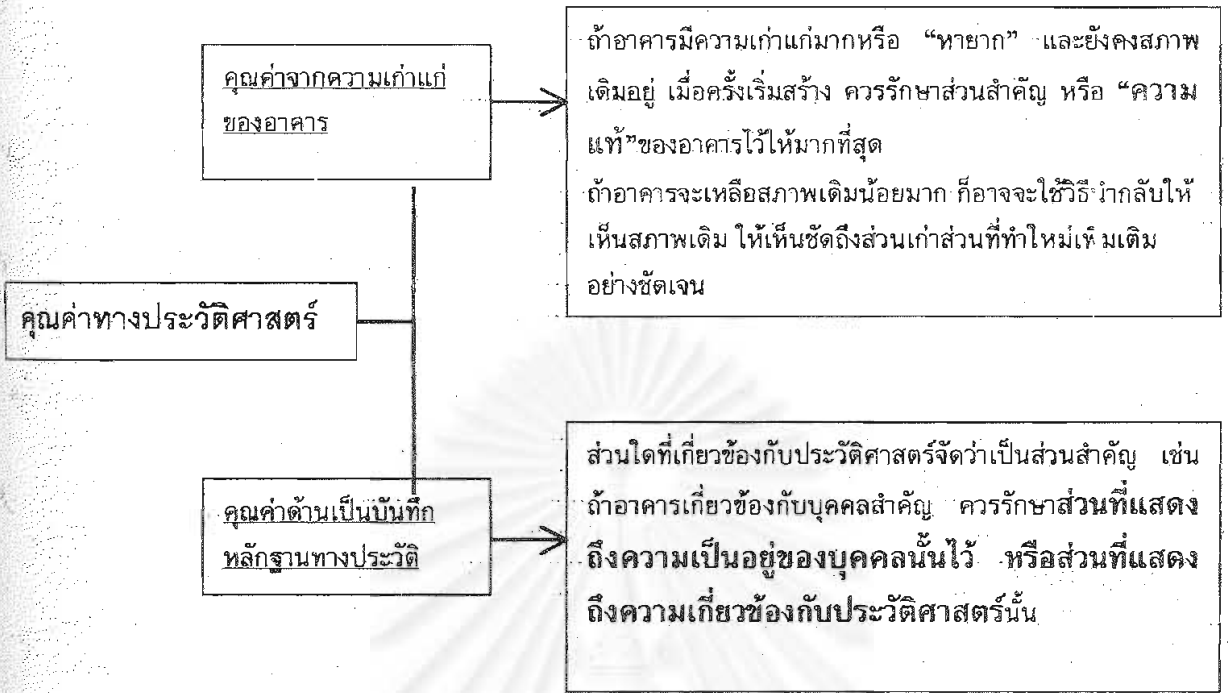 คุณค่าจากความเก่าแก่
ของอาคาร
ถ้าอาคารมีความเก่าแก่มากหรือ “หายาก” และยังคงสภาพ
เดิมอยู่ เมื่อครั้งเริ่มสร้าง ควรรักษาส่วนสำคัญ หรือ “ความ
แท้”ของอาคารไว้ให้มากที่สุด
ถ้าอาคารจะเหลือสภาพเดิมน้อยมาก ก็อาจจะใช้วิธี
เห็นสภาพเดิม ให้เห็นชัดถึงส่วนเก่าส่วนที่ทำใหม่เพิ่มเติม
อย่างชัดเจน
คุณค่าทางประวัติศาสตร์
คุณค่าด้านเป็นบันทึก
หลักฐานทางประวัติ
ส่วนใดที่เกี่ยวข้องกับประวัติศาสตร์จัดว่าเป็นส่วนสำคัญ เช่น
ถ้าอาคารเกี่ยวข้องกับบุคคลสำคัญ ควรรักษาส่วนที่แสดง
ถึงความเป็นอยู่ของบุคคลนั้นไว้ หรือส่วนที่แสดง
ถึงความเกี่ยวข้องกับประวัติศาสตร์นั้น